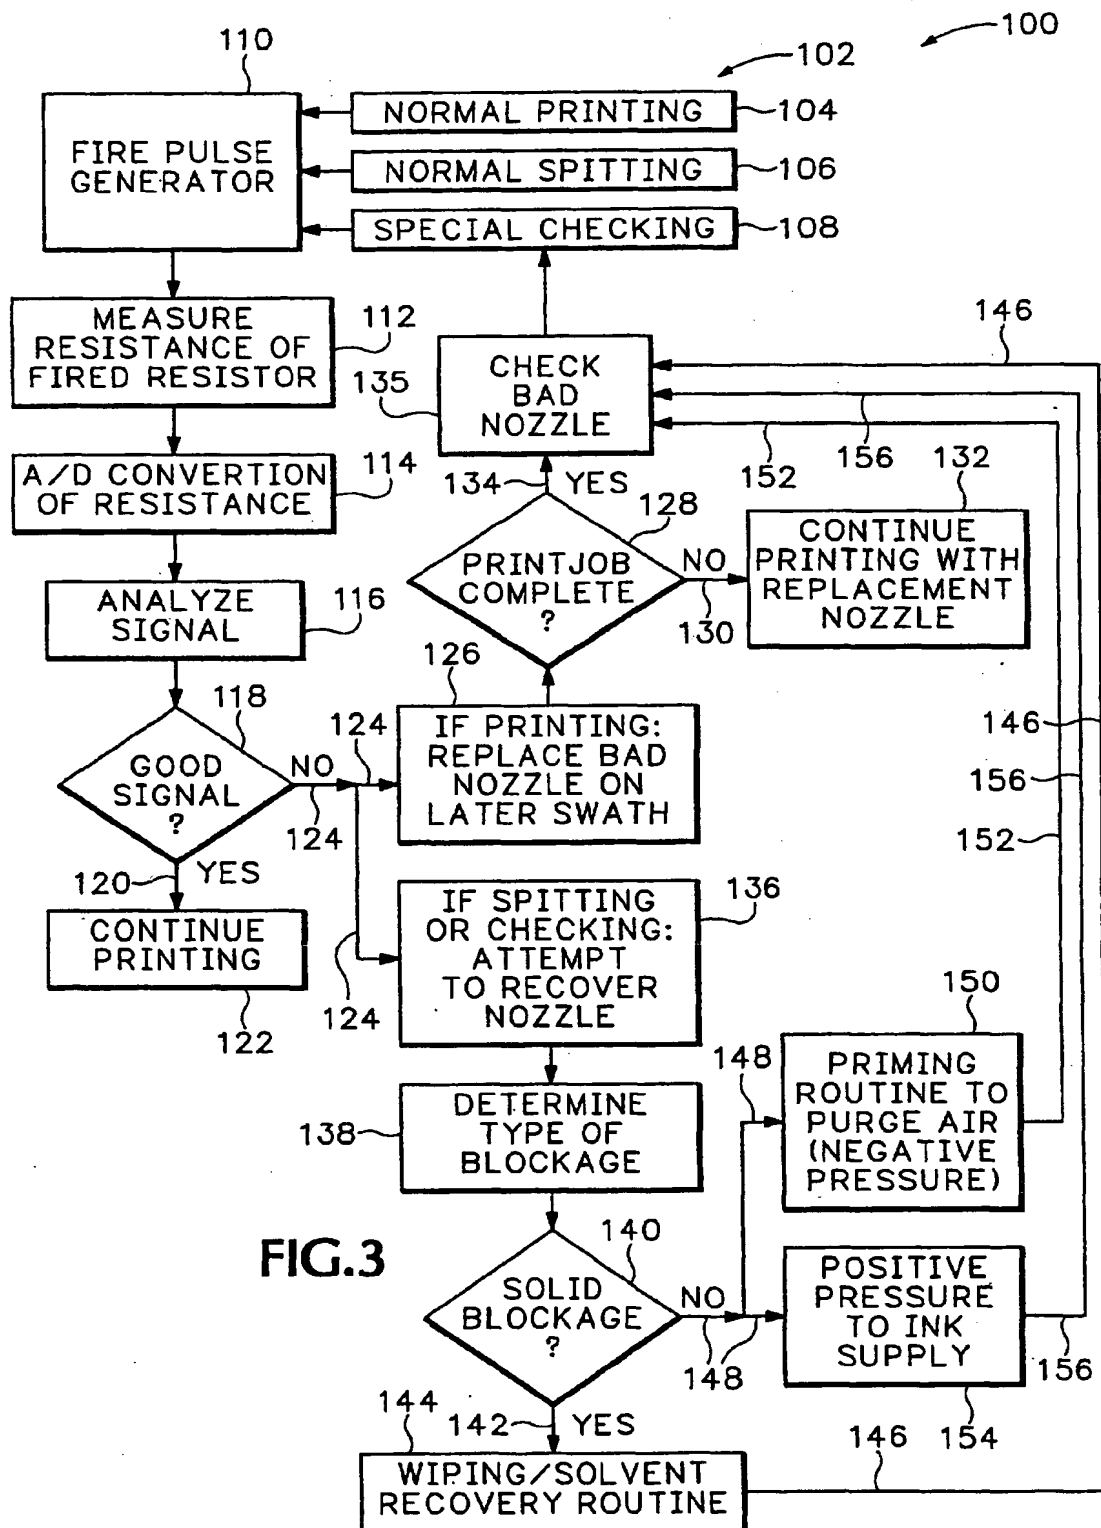 100
102
110
FIRE PULSE
GENERATOR
NORMAL PRINTING
104
NORMAL SPITTING
106
SPECIAL CHECKING
108
MEASURE
RESISTANCE OF
FIRED RESISTOR
112
A/D CONVERTION
OF RESISTANCE
114
ANALYZE
SIGNAL
116
118
GOOD
SIGNAL
?
NO
124
124
120
YES
CONTINUE
PRINTING
122
CHECK
BAD
NOZZLE
135
146
156
152
134
YES
128
PRINTJOB
COMPLETE
?
NO
130
132
CONTINUE
PRINTING WITH
REPLACEMENT
NOZZLE
126
IF PRINTING:
REPLACE BAD
NOZZLE ON
LATER SWATH
146
156
152
124
IF SPITTING
OR CHECKING:
ATTEMPT
TO RECOVER
NOZZLE
136
DETERMINE
TYPE OF
BLOCKAGE
138
150
148
PRIMING
ROUTINE TO
PURGE AIR
(NEGATIVE
PRESSURE)
FIG.3
140
SOLID
BLOCKAGE
?
NO
148
148
POSITIVE
PRESSURE
TO INK
SUPPLY
156
154
142
YES
144
WIPING/SOLVENT
RECOVERY ROUTINE
146